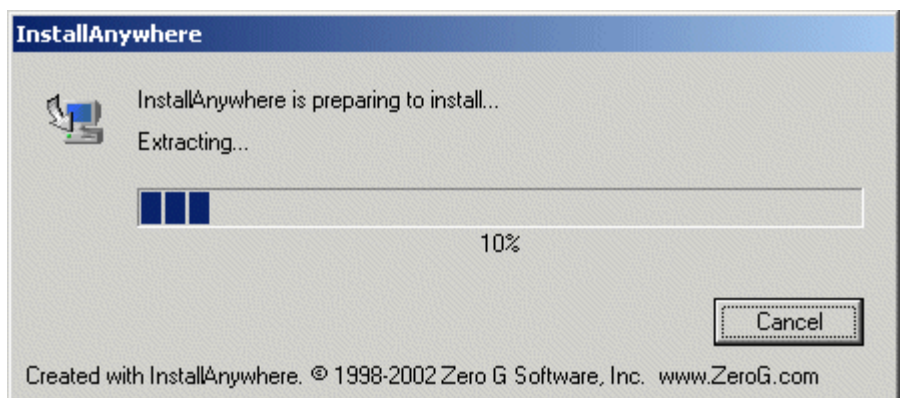 InstallAnywhere
InstallAnywhere is preparing to install...
Extracting...
10%
Cancel
Created with InstallAnywhere. © 1998-2002 Zero G Software, Inc. www.ZeroG.com